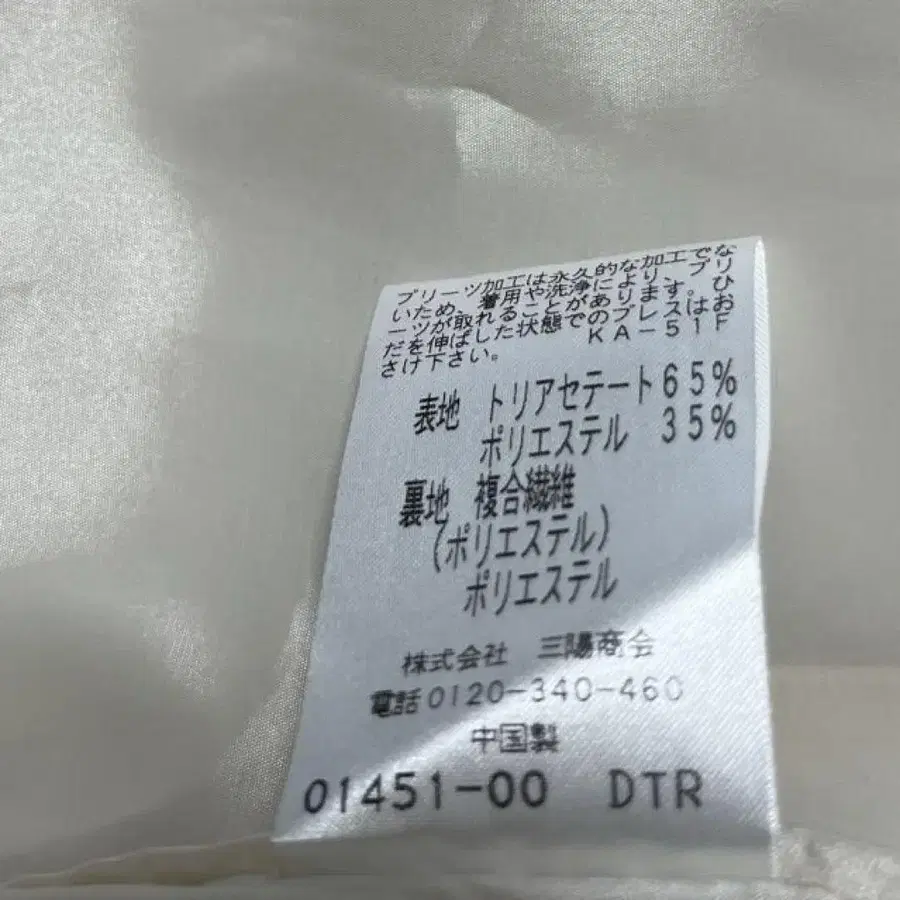 プリーツ加工は永久的な加工でな
いため、着用や洗浄により、プリ
ーツが取れることがあります。ひ
だを伸ばした状態でのプレスはお
さけ下さい。 KA-51F
表地 トリアセテート65%
ポリエステル 35%
裏地 複合繊維
(ポリエステル)
ポリエステル
株式会社 三陽商会
電話0120-340-460
中国製
01451-00 DTR